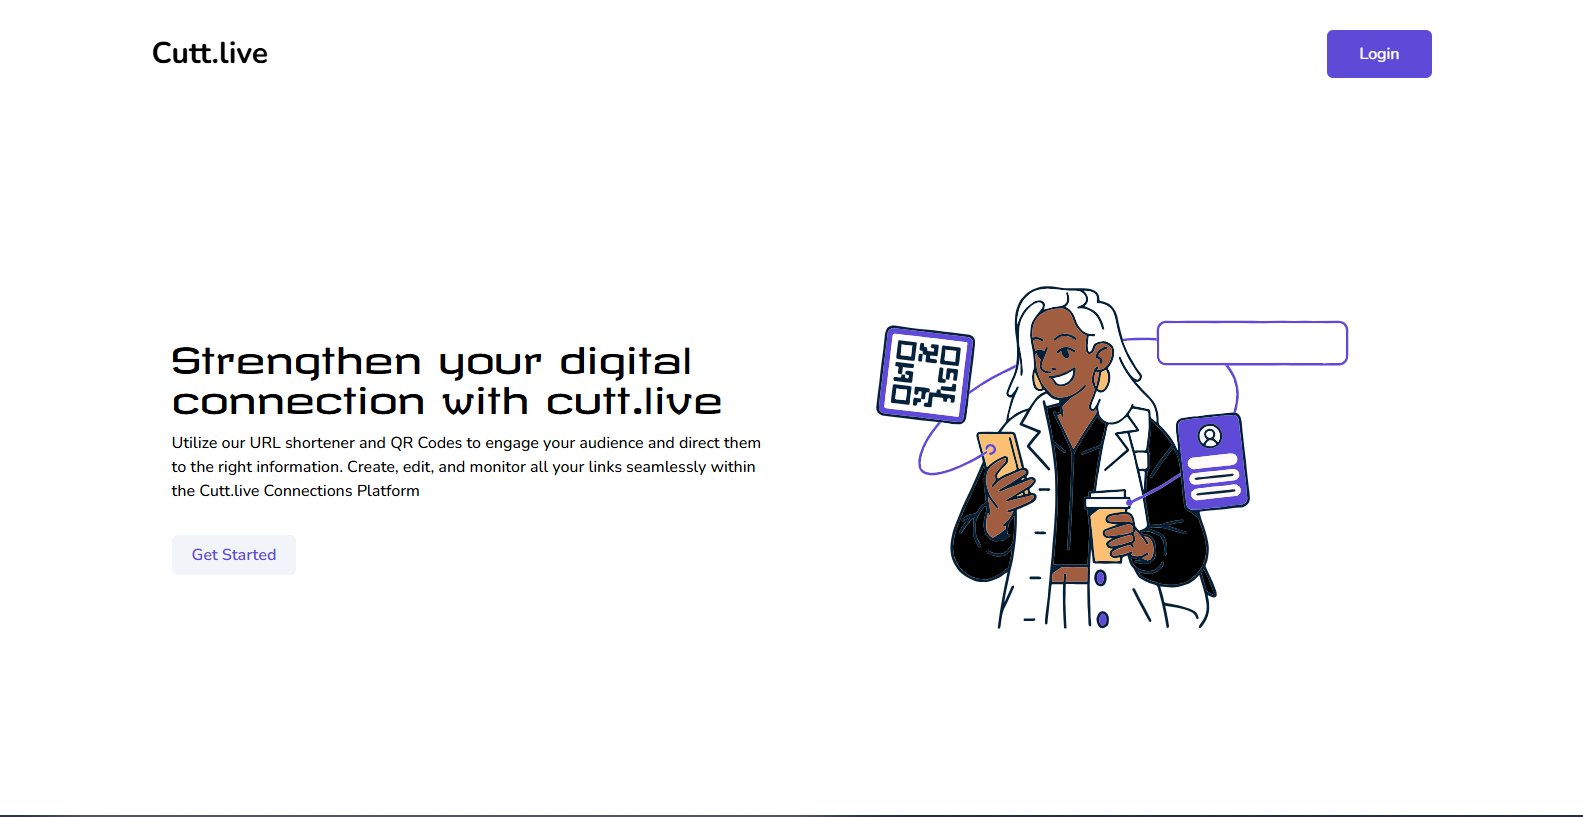 Cutt.live
Login
Strengthen your digital
connection with cutt.live
Utilize our URL shortener and QR Codes to engage your audience and direct them
to the right information. Create, edit, and monitor all your links seamlessly within
the Cutt.live Connections Platform
Get Started